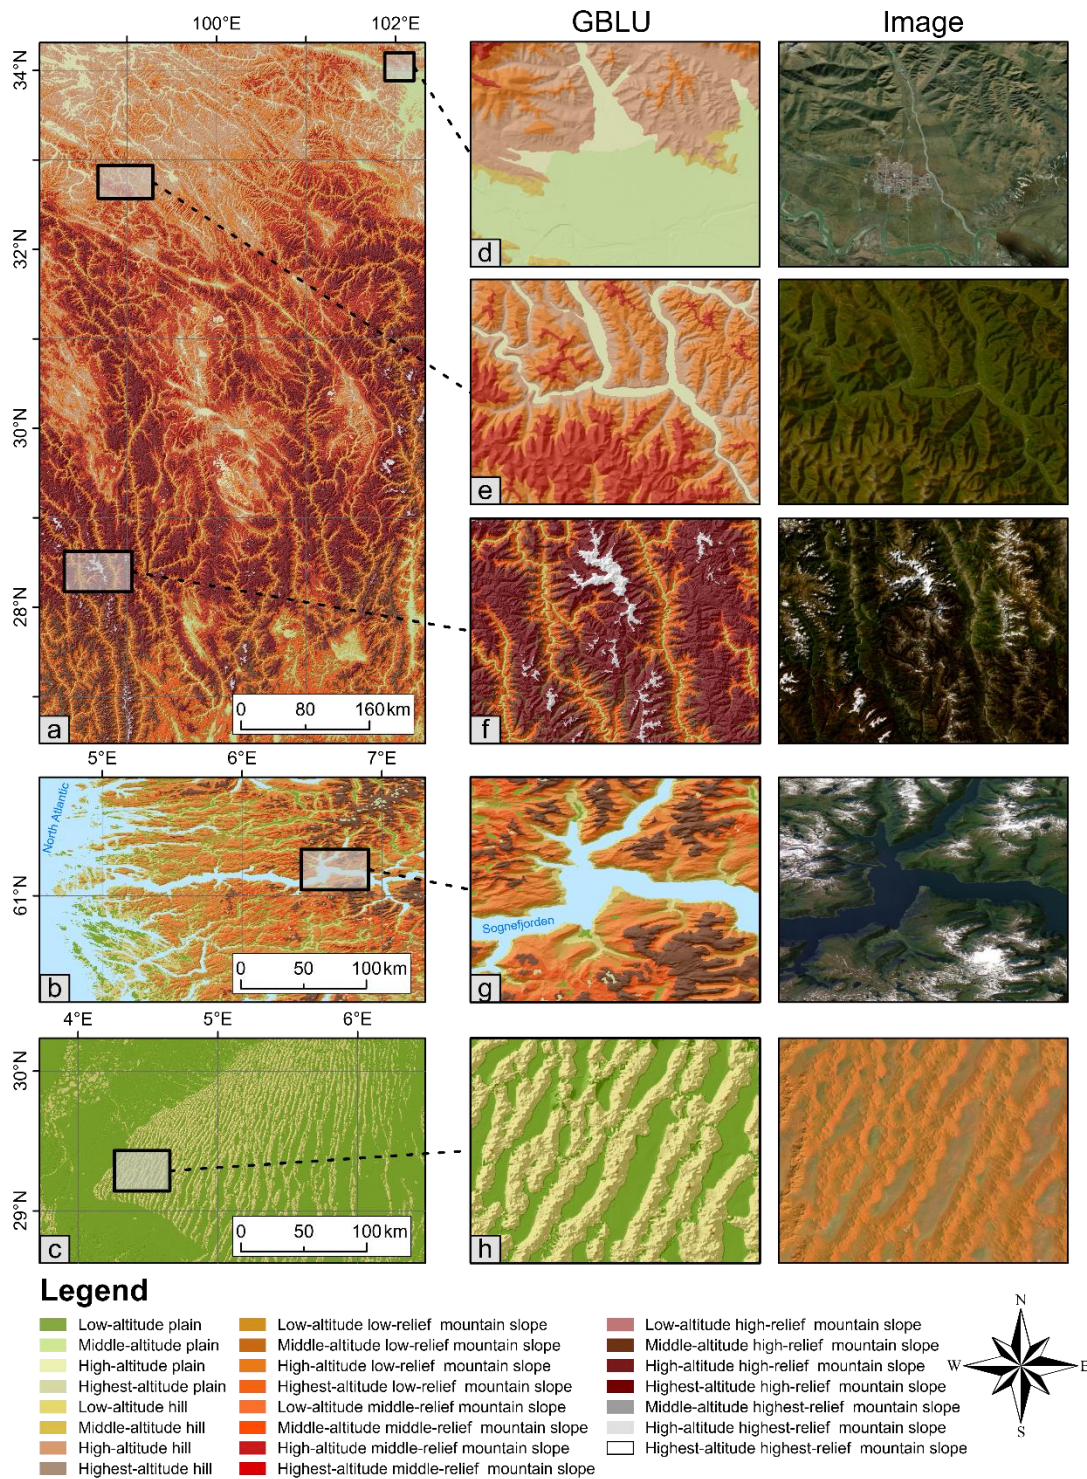 100°E
102°E
GBLU
Image
34°N
32°N
30°N
28°N
0 80 160 km
a
d
e
f
5°E 6°E 7°E
North Atlantic
61°N
0 50 100 km
b
Sognefjorden
g
4°E 5°E 6°E
30°N
29°N
0 50 100 km
c
h
Legend
Low-altitude plain
Middle-altitude plain
High-altitude plain
Highest-altitude plain
Low-altitude hill
Middle-altitude hill
High-altitude hill
Highest-altitude hill
Low-altitude low-relief mountain slope
Middle-altitude low-relief mountain slope
High-altitude low-relief mountain slope
Highest-altitude low-relief mountain slope
Low-altitude middle-relief mountain slope
Middle-altitude middle-relief mountain slope
High-altitude middle-relief mountain slope
Highest-altitude middle-relief mountain slope
Low-altitude high-relief mountain slope
Middle-altitude high-relief mountain slope
High-altitude high-relief mountain slope
Highest-altitude high-relief mountain slope
Middle-altitude highest-relief mountain slope
High-altitude highest-relief mountain slope
Highest-altitude highest-relief mountain slope
N
W E
S